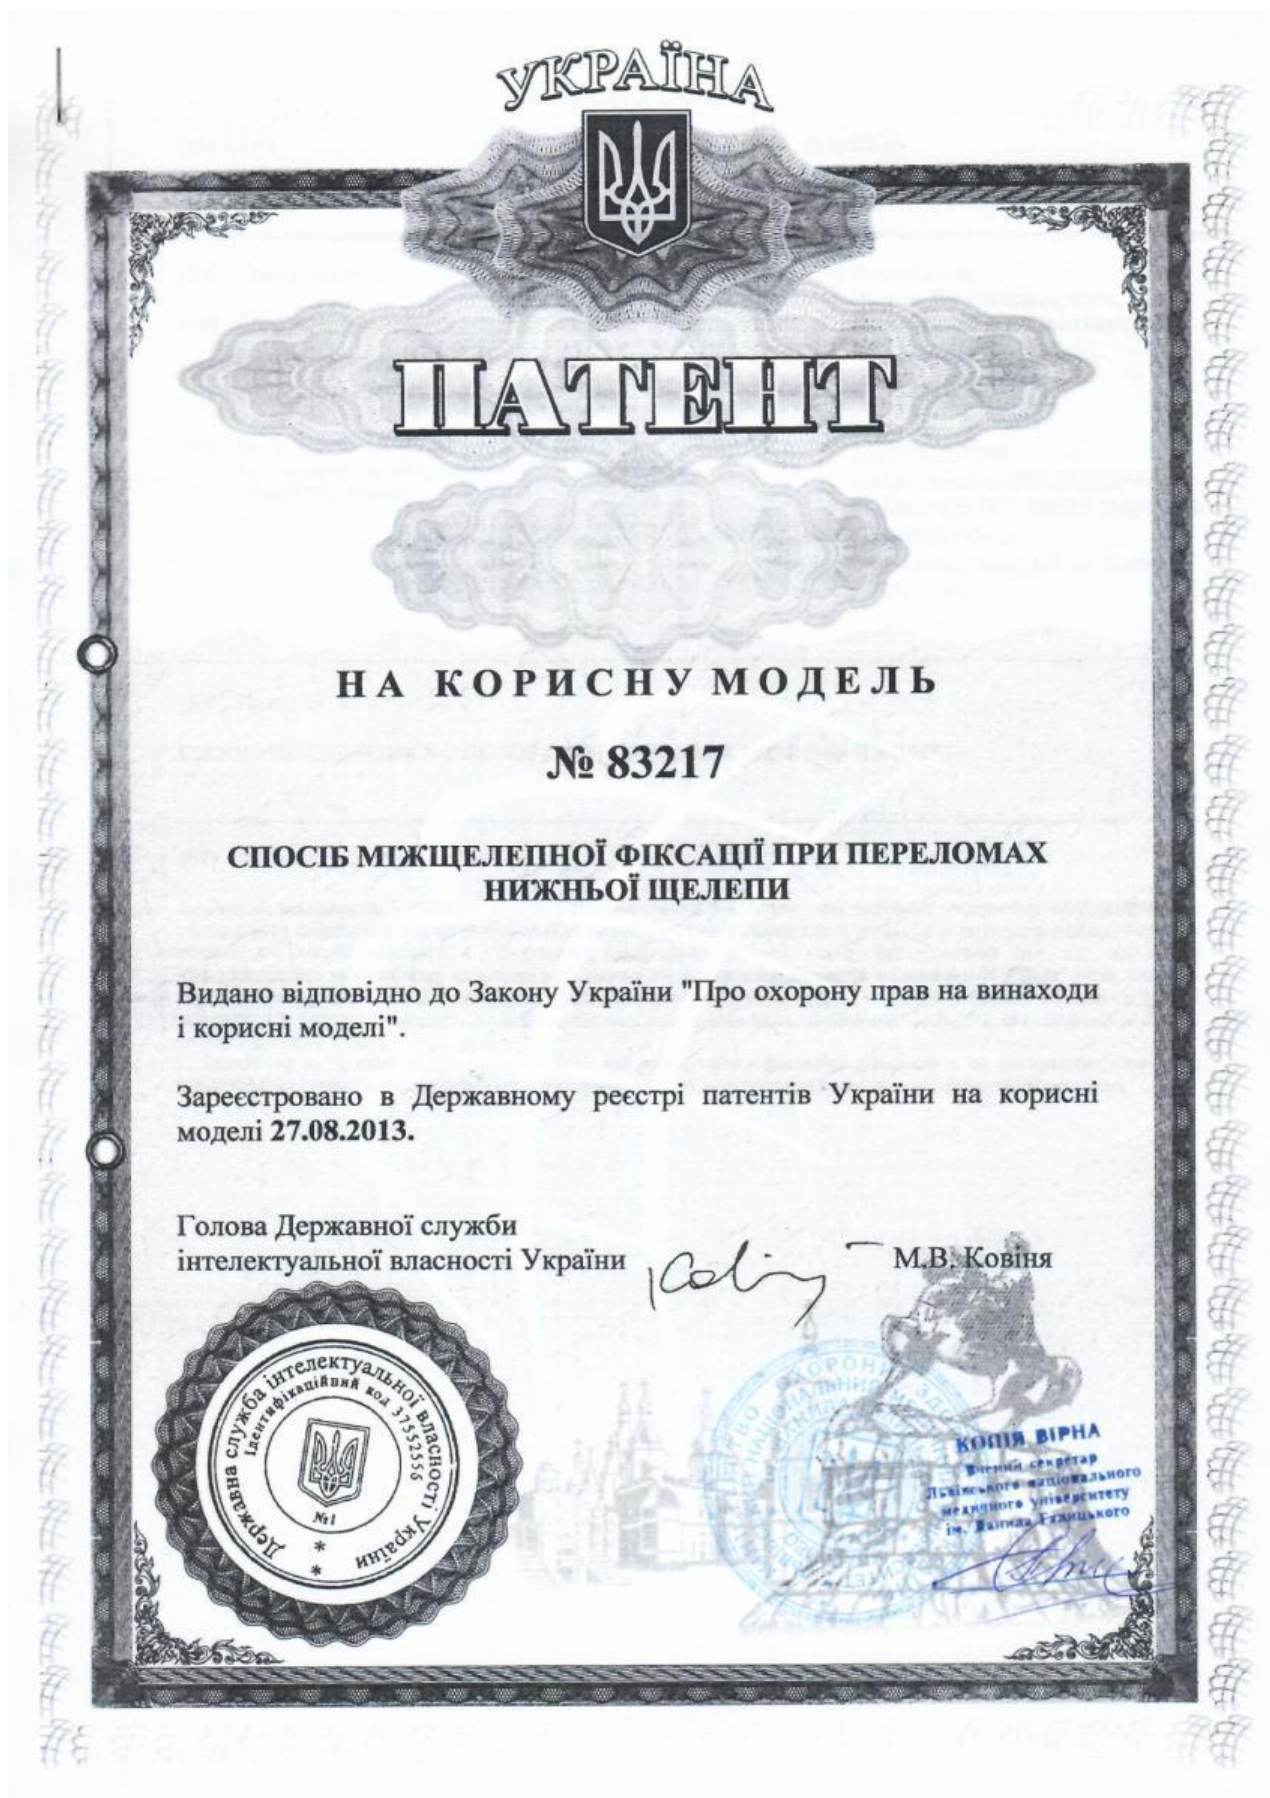 УКРАЇНА
ПАТЕНТ
НА КОРИСНУ МОДЕЛЬ
№ 83217
СПОСІБ МІЖЩЕЛЕПНОЇ ФІКСАЦІЇ ПРИ ПЕРЕЛОМАХ
НИЖНЬОЇ ЩЕЛЕПИ
Видано відповідно до Закону України "Про охорону прав на винаходи
і корисні моделі".
Зареєстровано в Державному реєстрі патентів України на корисні
моделі 27.08.2013.
Голова Державної служби
інтелектуальної власності України
М.В. Ковіня
Державна служба інтелектуальної власності України
Ідентифікаційний код 37552556
№1
* *
КОПІЯ ВІРНА
Вчений секретар
Львівського національного
медичного університету
ім. Данила Галицького